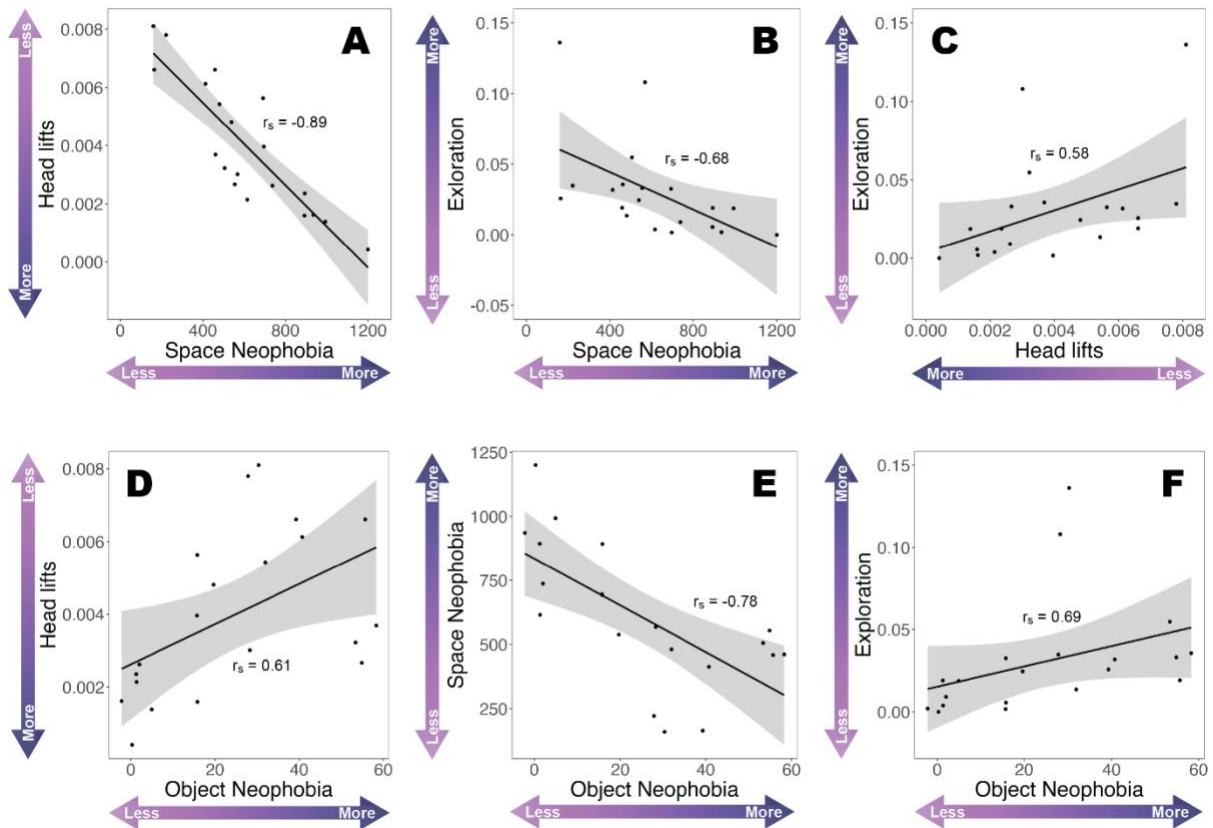 A
Less
More
Head lifts
0.008
0.006
0.004
0.002
0.000
rs = -0.89
0 400 800 1200
Space Neophobia
Less More
B
More
Less
Exloration
0.15
0.10
0.05
0.00
-0.05
rs = -0.68
0 400 800 1200
Space Neophobia
Less More
C
More
Less
Exploration
0.15
0.10
0.05
0.00
rs = 0.58
0.000 0.002 0.004 0.006 0.008
Head lifts
More Less
D
Less
More
Head lifts
0.008
0.006
0.004
0.002
rs = 0.61
0 20 40 60
Object Neophobia
Less More
E
More
Less
Space Neophobia
1250
1000
750
500
250
rs = -0.78
0 20 40 60
Object Neophobia
Less More
F
More
Less
Exploration
0.15
0.10
0.05
0.00
rs = 0.69
0 20 40 60
Object Neophobia
Less More